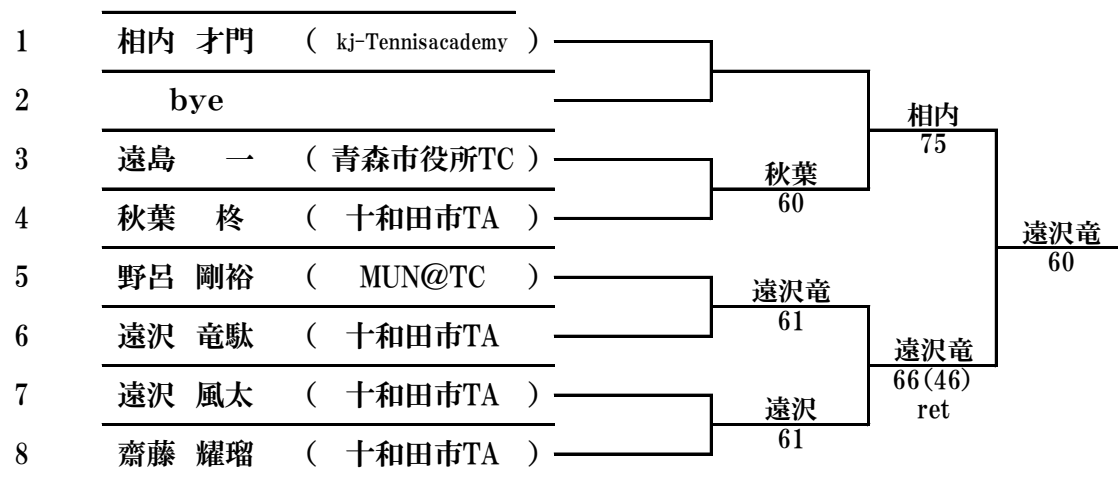 1 相内 才門 ( kj-Tennisacademy )
2 bye
相内
75
3 遠島 一 ( 青森市役所TC )
秋葉
60
4 秋葉 柊 ( 十和田市TA )
遠沢竜
60
5 野呂 剛裕 ( MUN@TC )
遠沢竜
61
6 遠沢 竜駄 ( 十和田市TA
遠沢竜
66(46)
ret
7 遠沢 風太 ( 十和田市TA )
遠沢
61
8 齋藤 耀瑠 ( 十和田市TA )